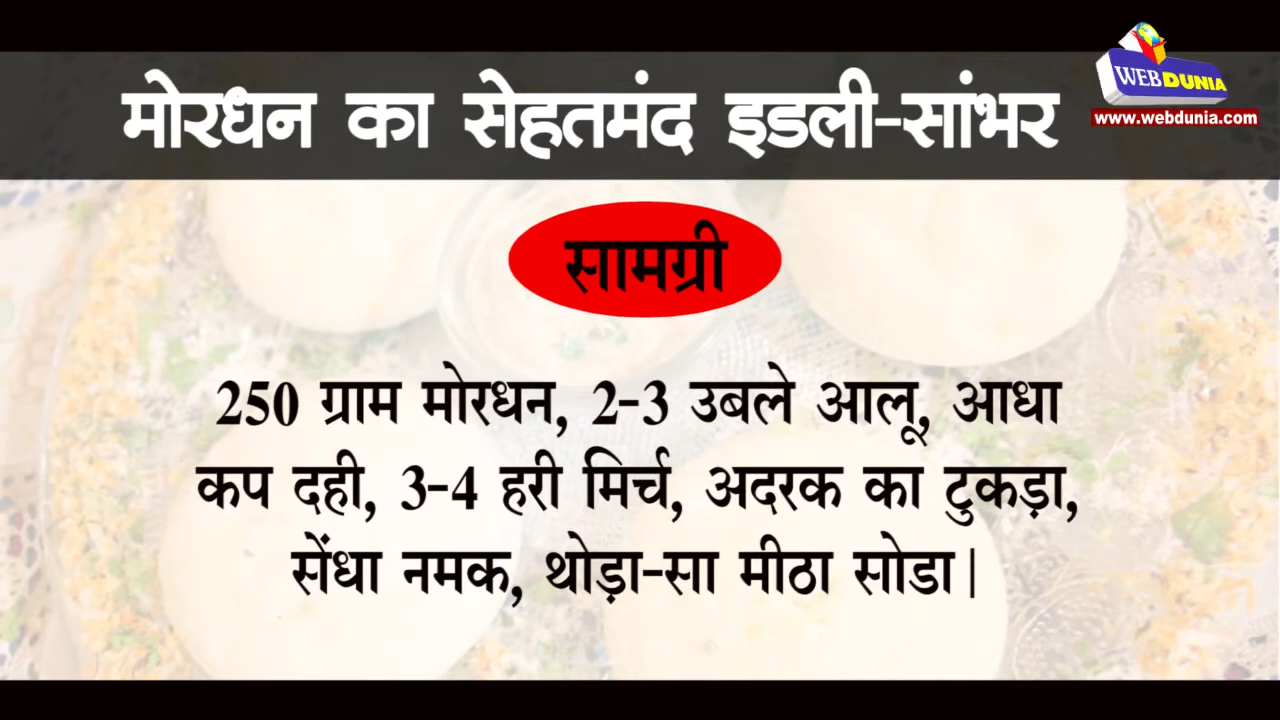 मोरधन का सेहतमंद इडली-सांभर
WEBDUNIA
www.webdunia.com
सामग्री
250 ग्राम मोरधन, 2-3 उबले आलू, आधा
कप दही, 3-4 हरी मिर्च, अदरक का टुकड़ा,
सेंधा नमक, थोड़ा-सा मीठा सोडा।